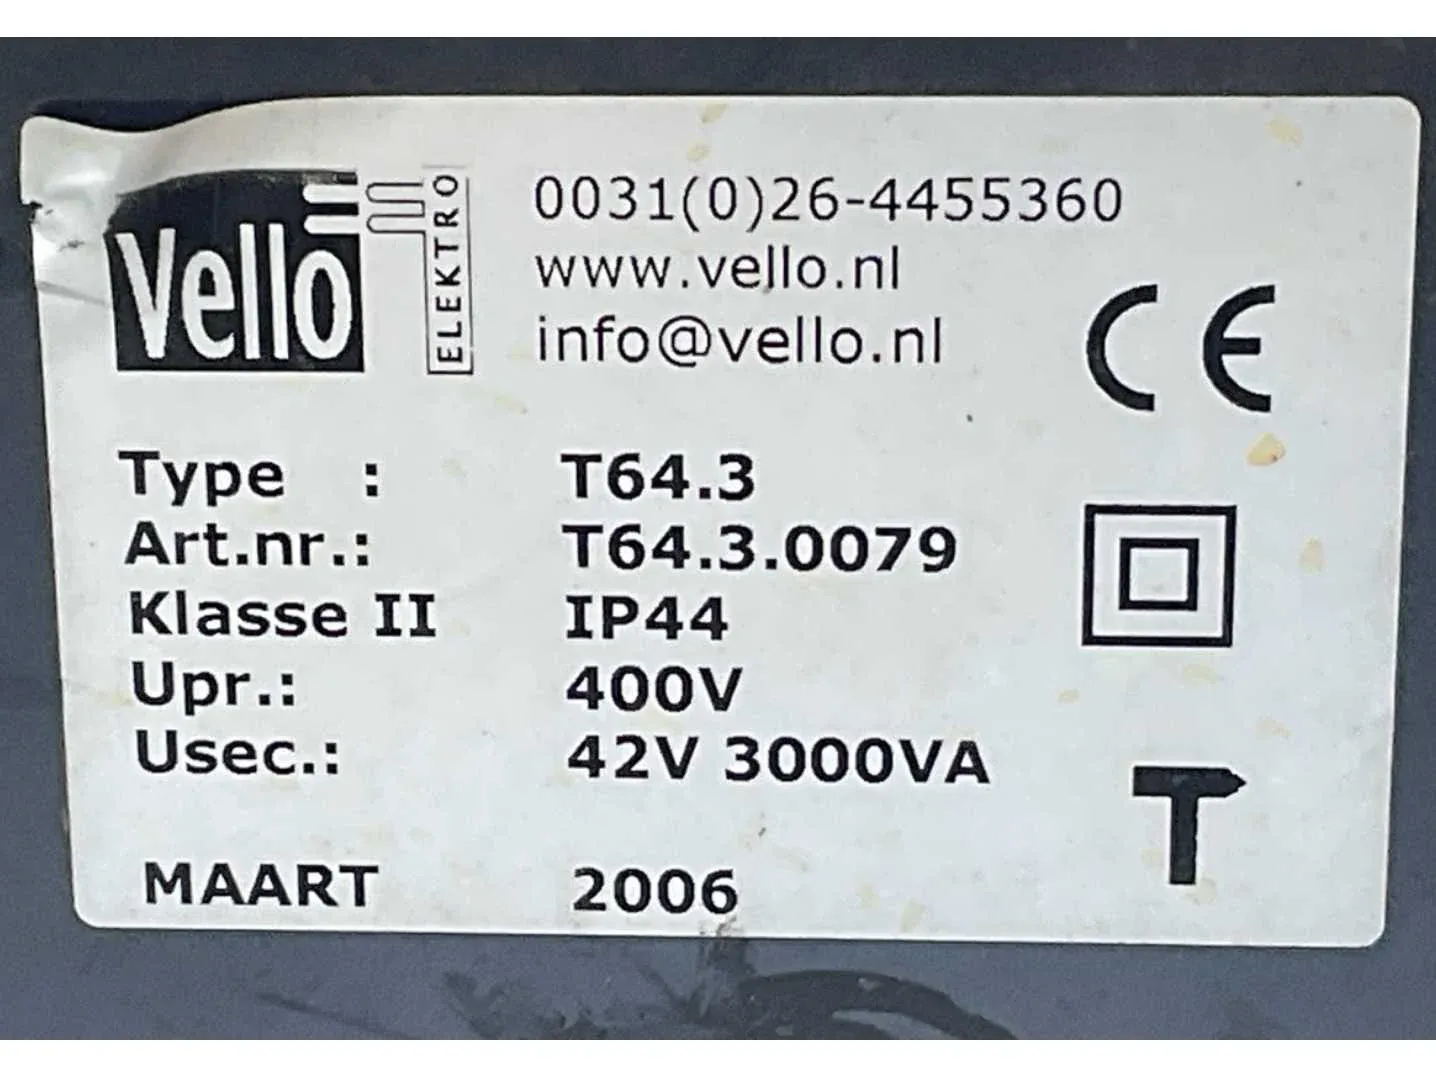 Vello
ELEKTRO
0031(0)26-4455360
www.vello.nl
info@vello.nl
CE
Type : T64.3
Art.nr.: T64.3.0079
Klasse II IP44
Upr.: 400V
Usec.: 42V 3000VA
MAART 2006